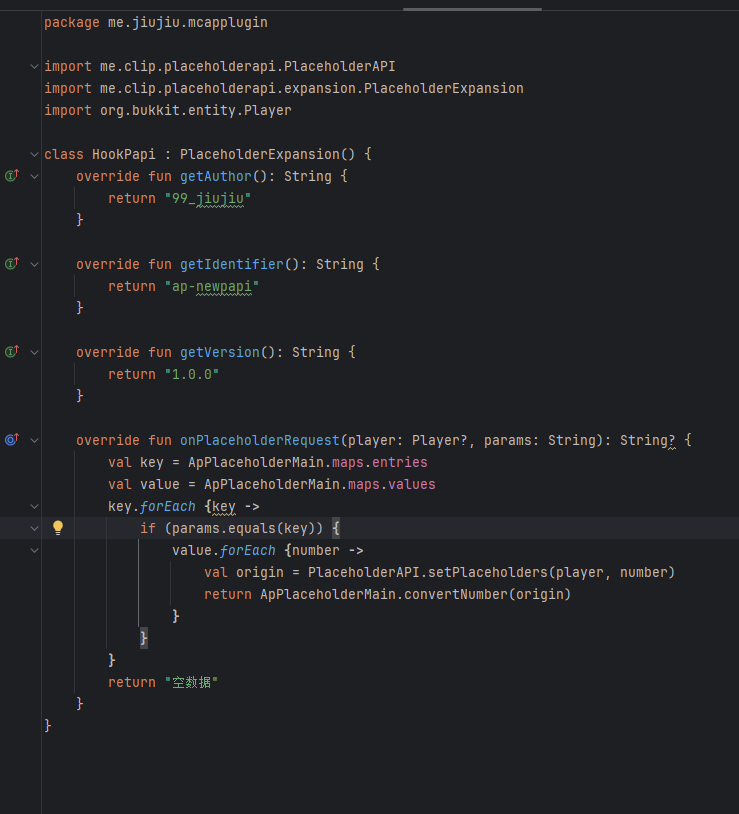 package me.jiujiu.mcapplugin
import me.clip.placeholderapi.PlaceholderAPI
import me.clip.placeholderapi.expansion.PlaceholderExpansion
import org.bukkit.entity.Player
class HookPapi : PlaceholderExpansion() {
override fun getAuthor(): String {
return "99_jiujiu"
}
override fun getIdentifier(): String {
return "ap-newpapi"
}
override fun getVersion(): String {
return "1.0.0"
}
override fun onPlaceholderRequest(player: Player?, params: String): String? {
val key = ApPlaceholderMain.maps.entries
val value = ApPlaceholderMain.maps.values
key.forEach {key ->
if (params.equals(key)) {
value.forEach {number ->
val origin = PlaceholderAPI.setPlaceholders(player, number)
return ApPlaceholderMain.convertNumber(origin)
}
}
}
return "空数据"
}
}